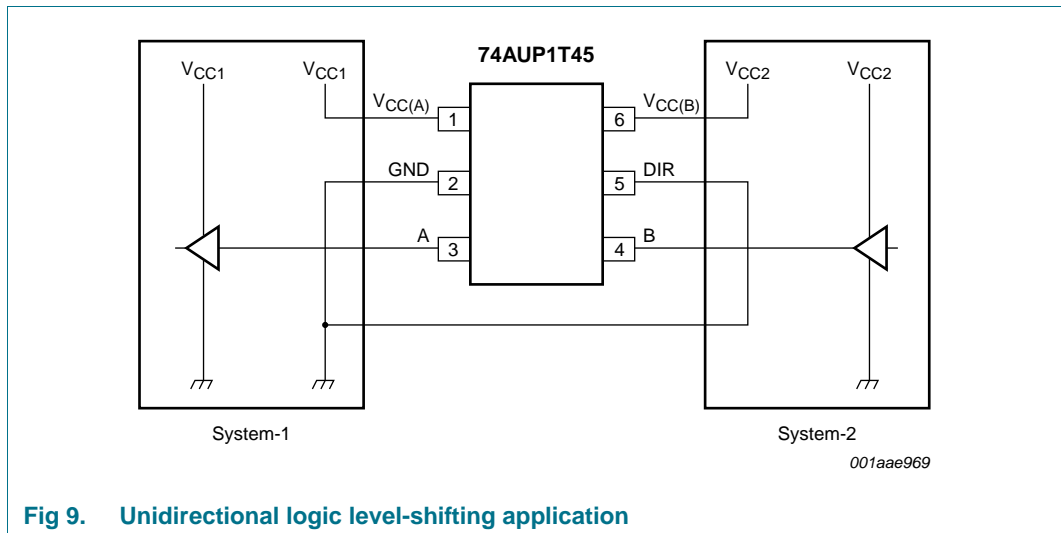 74AUP1T45
VCC1 VCC1 VCC2 VCC2
VCC(A) 1 6 VCC(B)
GND 2 5 DIR
A 3 4 B
System-1 System-2
001aae969
Fig 9. Unidirectional logic level-shifting application